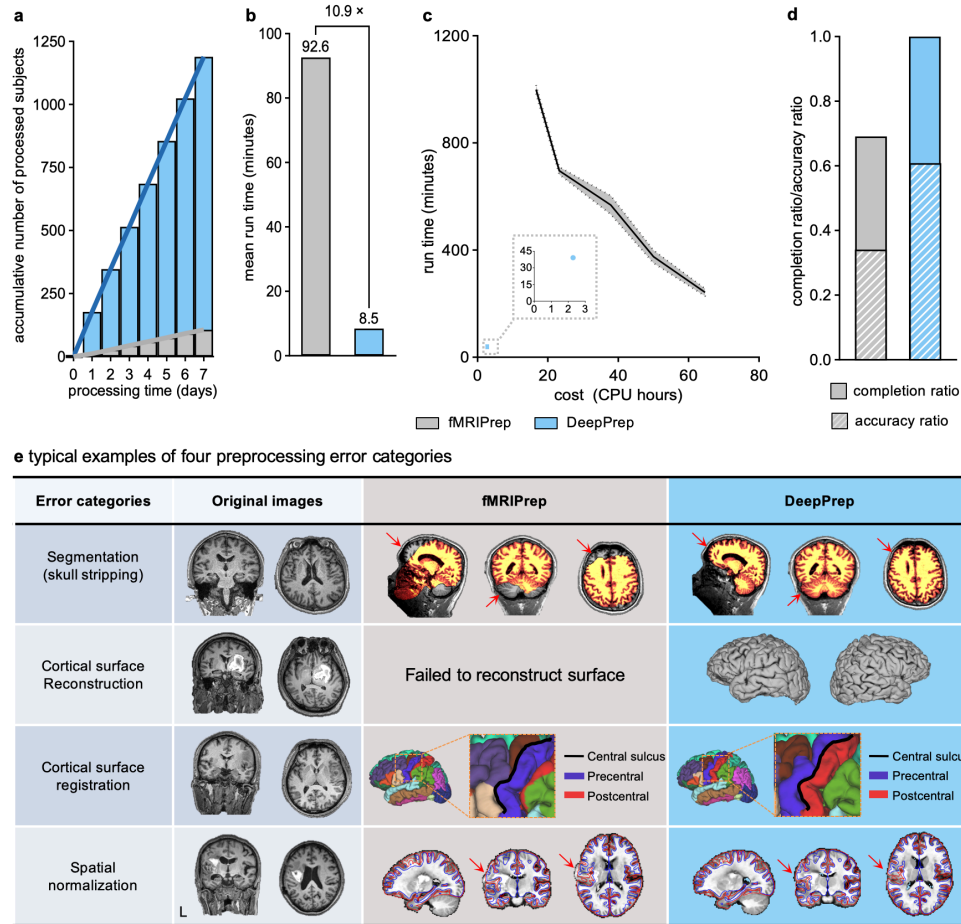 a
1250
1000
750
500
250
0
accumulative number of processed subjects
0 1 2 3 4 5 6 7
processing time (days)
b
10.9 ×
100
80
60
40
20
0
mean run time (minutes)
92.6
8.5
c
1200
800
400
0
run time (minutes)
45
30
15
0
0 1 2 3
0 20 40 60 80
cost (CPU hours)
fMRIPrep
DeepPrep
d
1.0
0.8
0.6
0.4
0.2
0.0
completion ratio/accuracy ratio
completion ratio
accuracy ratio
e typical examples of four preprocessing error categories
Error categories Original images fMRIPrep DeepPrep
Segmentation
(skull stripping)
Cortical surface
Reconstruction
Failed to reconstruct surface
Cortical surface
registration
Central sulcus
Precentral
Postcentral
Central sulcu
Precentral
Postcentral
Spatial
normalization
L